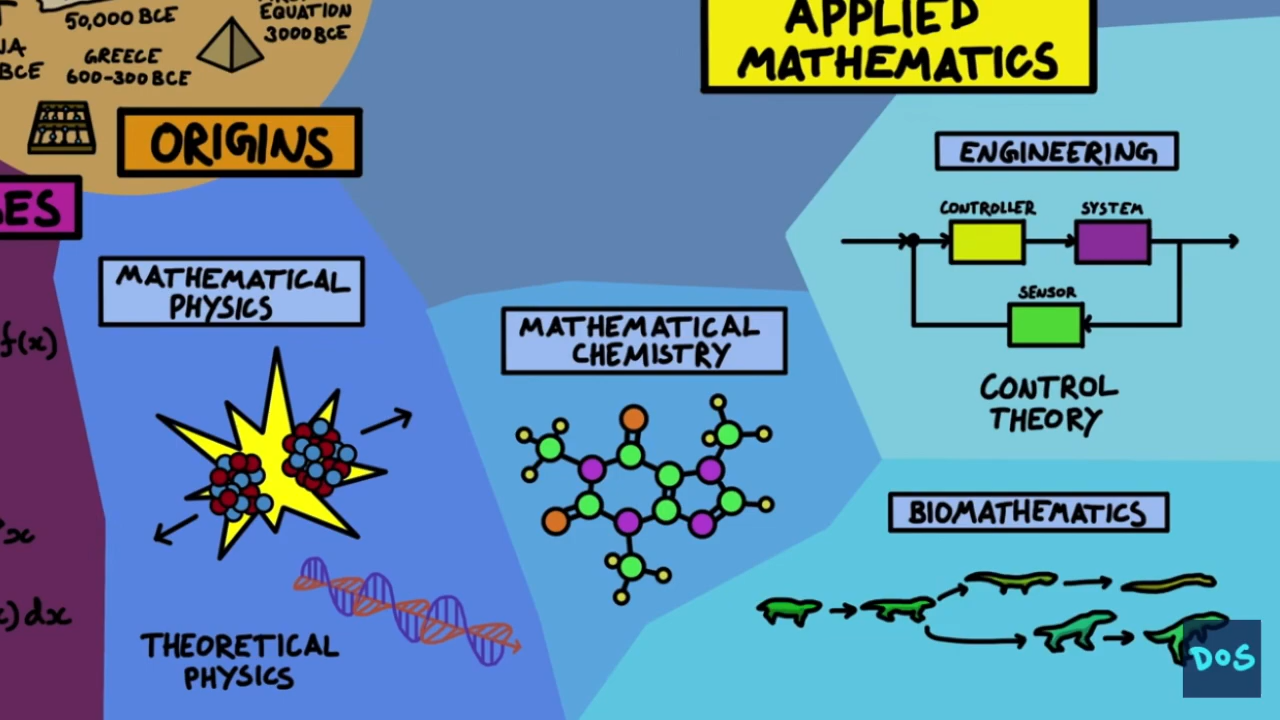 50,000 BCE
EQUATION
3000 BCE
BCE
GREECE
600-300 BCE
ORIGINS
APPLIED
MATHEMATICS
MATHEMATICAL
PHYSICS
f(x)
x
) dx
THEORETICAL
PHYSICS
MATHEMATICAL
CHEMISTRY
ENGINEERING
CONTROLLER
SYSTEM
SENSOR
CONTROL
THEORY
BIOMATHEMATICS
DOS